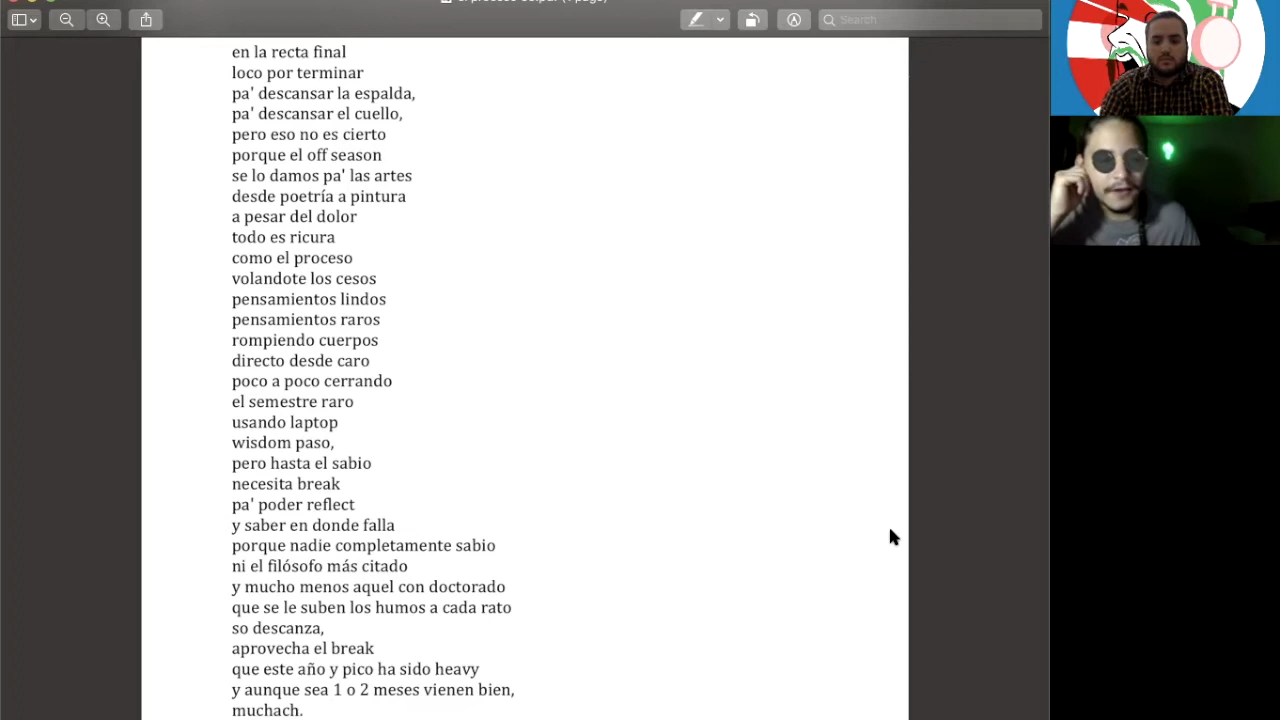 Search
en la recta final
loco por terminar
pa' descansar la espalda,
pa' descansar el cuello,
pero eso no es cierto
porque el off season
se lo damos pa' las artes
desde poetría a pintura
a pesar del dolor
todo es ricura
como el proceso
volandote los cesos
pensamientos lindos
pensamientos raros
rompiendo cuerpos
directo desde caro
poco a poco cerrando
el semestre raro
usando laptop
wisdom paso,
pero hasta el sabio
necesita break
pa' poder reflect
y saber en donde falla
porque nadie completamente sabio
ni el filósofo más citado
y mucho menos aquel con doctorado
que se le suben los humos a cada rato
so descanza,
aprovecha el break
que este año y pico ha sido heavy
y aunque sea 1 o 2 meses vienen bien,
muchach.